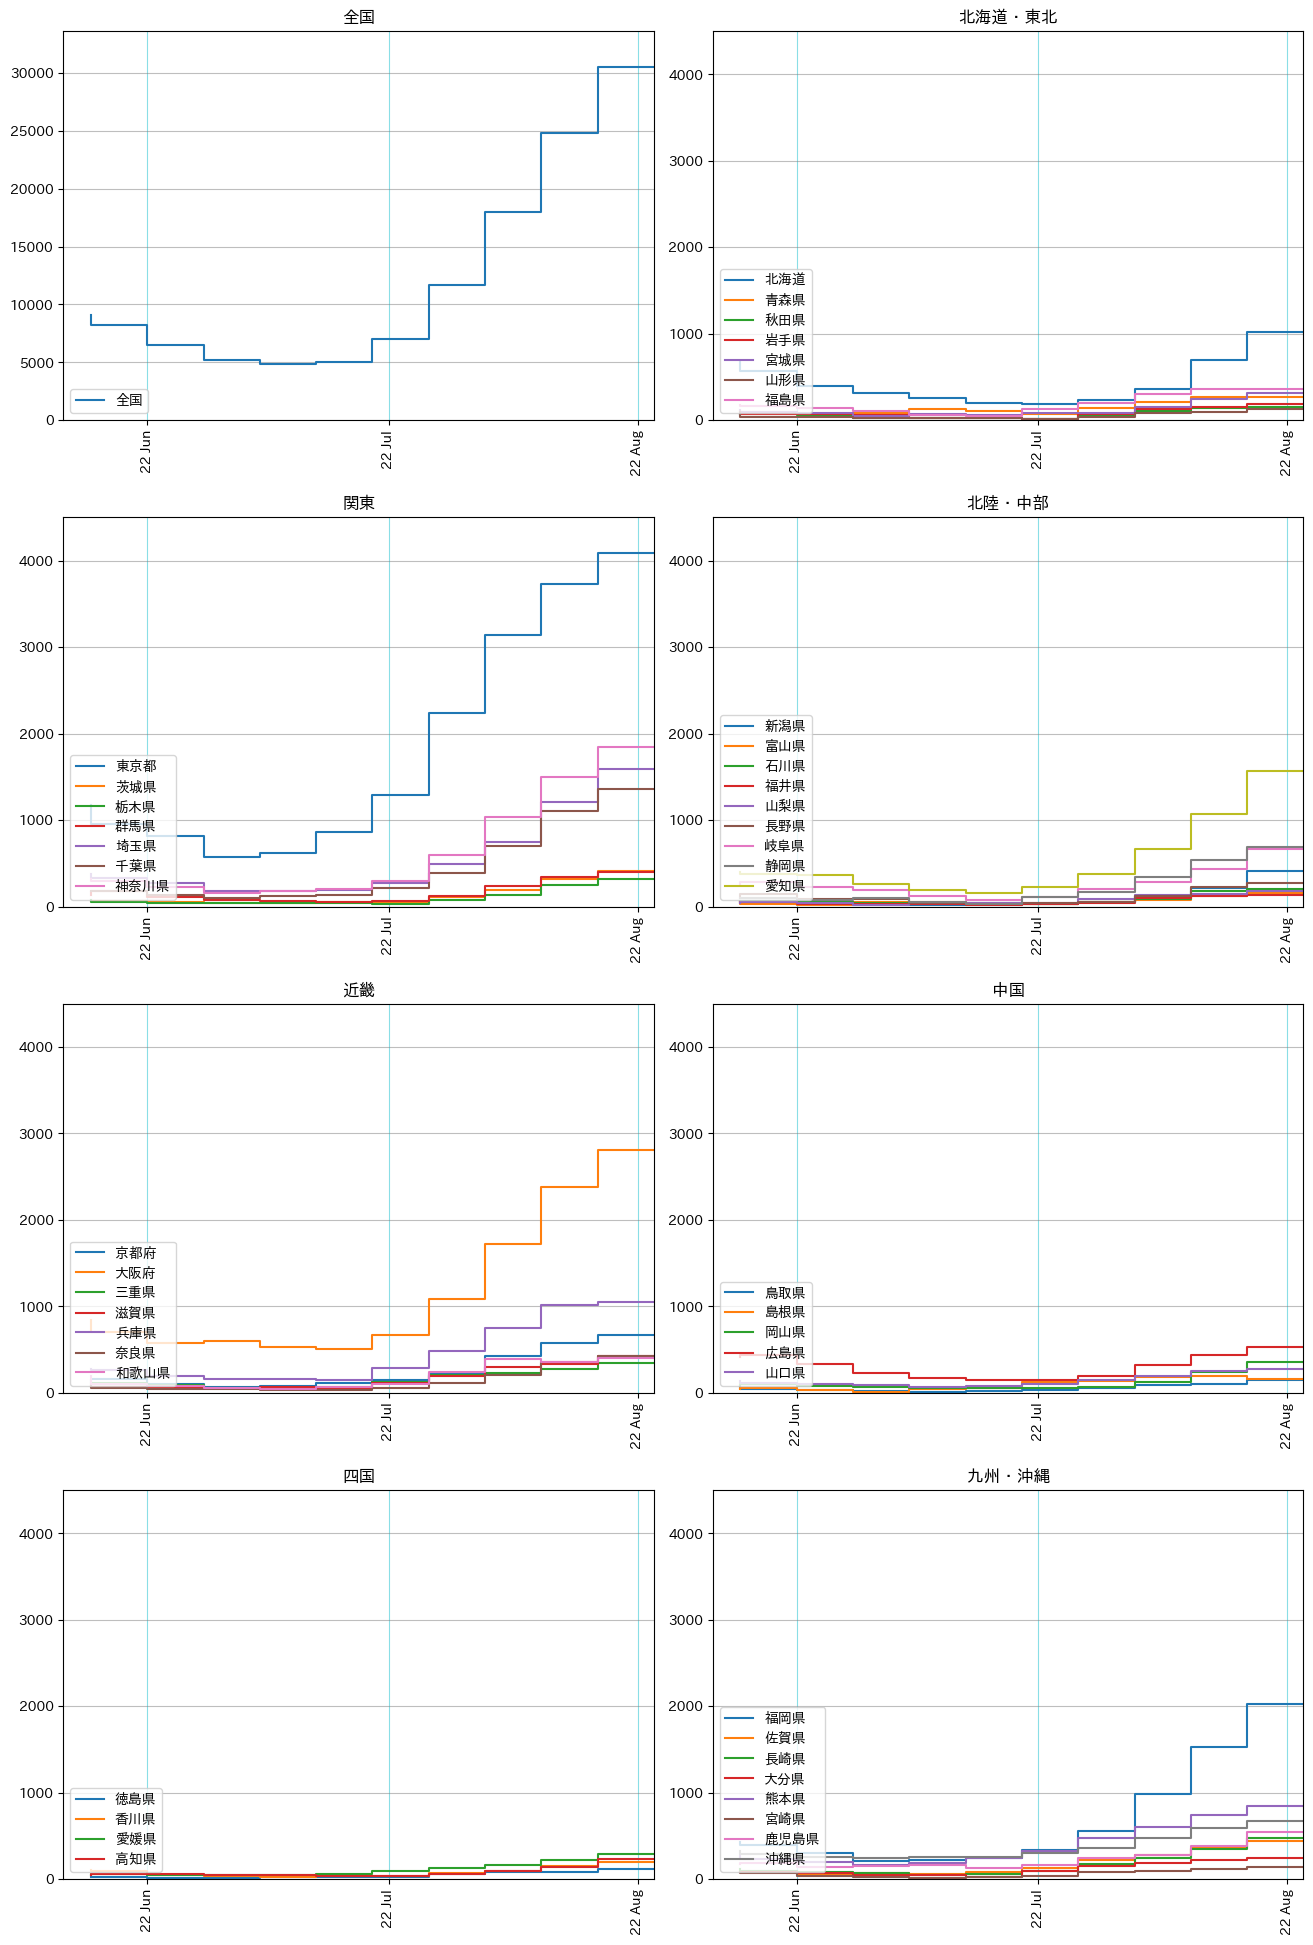 全国
30000
25000
20000
15000
10000
5000
0
全国
22 Jun
22 Jul
22 Aug
北海道・東北
4000
3000
2000
1000
0
北海道
青森県
秋田県
岩手県
宮城県
山形県
福島県
22 Jun
22 Jul
22 Aug
関東
4000
3000
2000
1000
0
東京都
茨城県
栃木県
群馬県
埼玉県
千葉県
神奈川県
22 Jun
22 Jul
22 Aug
北陸・中部
4000
3000
2000
1000
0
新潟県
富山県
石川県
福井県
山梨県
長野県
岐阜県
静岡県
愛知県
22 Jun
22 Jul
22 Aug
近畿
4000
3000
2000
1000
0
京都府
大阪府
三重県
滋賀県
兵庫県
奈良県
和歌山県
22 Jun
22 Jul
22 Aug
中国
4000
3000
2000
1000
0
鳥取県
島根県
岡山県
広島県
山口県
22 Jun
22 Jul
22 Aug
四国
4000
3000
2000
1000
0
徳島県
香川県
愛媛県
高知県
22 Jun
22 Jul
22 Aug
九州・沖縄
4000
3000
2000
1000
0
福岡県
佐賀県
長崎県
大分県
熊本県
宮崎県
鹿児島県
沖縄県
22 Jun
22 Jul
22 Aug